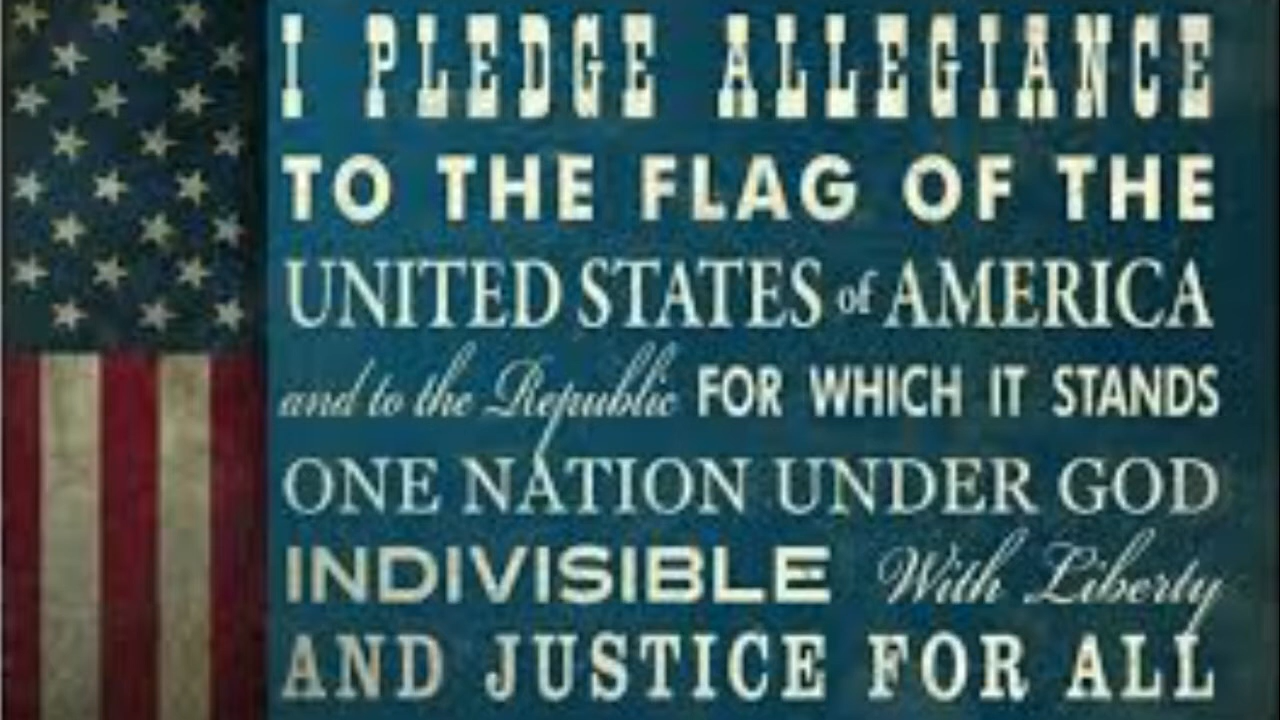 I PLEDGE ALLEGIANCE
TO THE FLAG OF THE
UNITED STATES of AMERICA
and to the Republic FOR WHICH IT STANDS
ONE NATION UNDER GOD
INDIVISIBLE With Liberty
AND JUSTICE FOR ALL